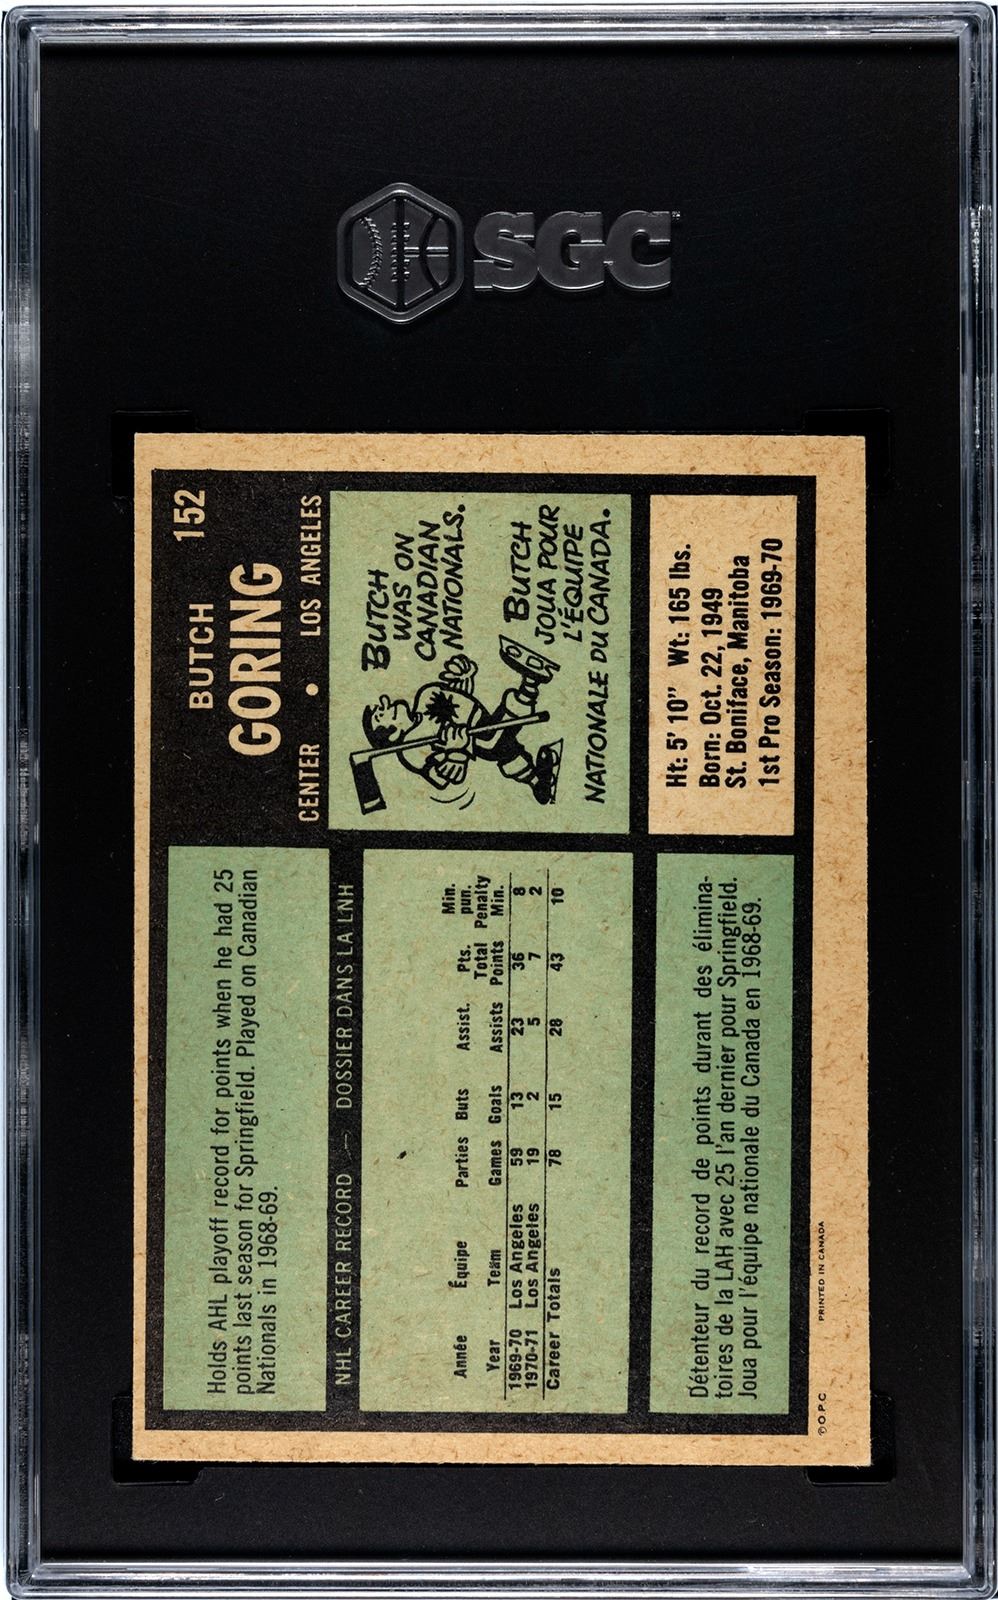 SGC
™
BUTCH 152
GORING
CENTER • LOS ANGELES
Holds AHL playoff record for points when he had 25
points last season for Springfield. Played on Canadian
Nationals in 1968-69.
BUTCH
WAS ON
CANADIAN
NATIONALS.
BUTCH
JOUA POUR
L'ÉQUIPE
NATIONALE DU CANADA.
NHL CAREER RECORD — DOSSIER DANS LA LNH
Min.
Pts. pun.
Année Équipe Parties Buts Assist. Total Penalty
Year Team Games Goals Assists Points Min.
1969-70 Los Angeles 59 13 23 36 8
1970-71 Los Angeles 19 2 5 7 2
Career Totals 78 15 28 43 10
Ht: 5' 10" Wt: 165 lbs.
Born: Oct. 22, 1949
St. Boniface, Manitoba
1st Pro Season: 1969-70
Détenteur du record de points durant des élimina-
toires de la LAH avec 25 l'an dernier pour Springfield.
Joua pour l'équipe nationale du Canada en 1968-69.
© O.P.C. PRINTED IN CANADA